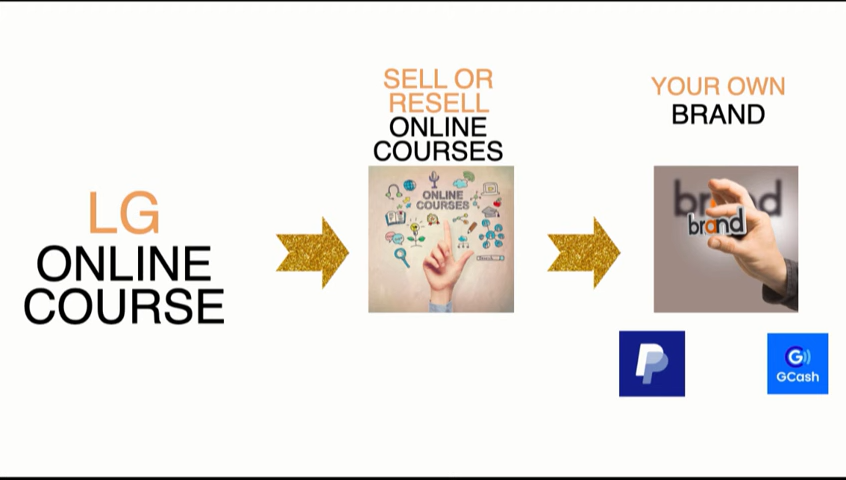 LG
ONLINE
COURSE
SELL OR
RESELL
ONLINE
COURSES
ONLINE
COURSES
YOUR OWN
BRAND
brand
brand
GCash